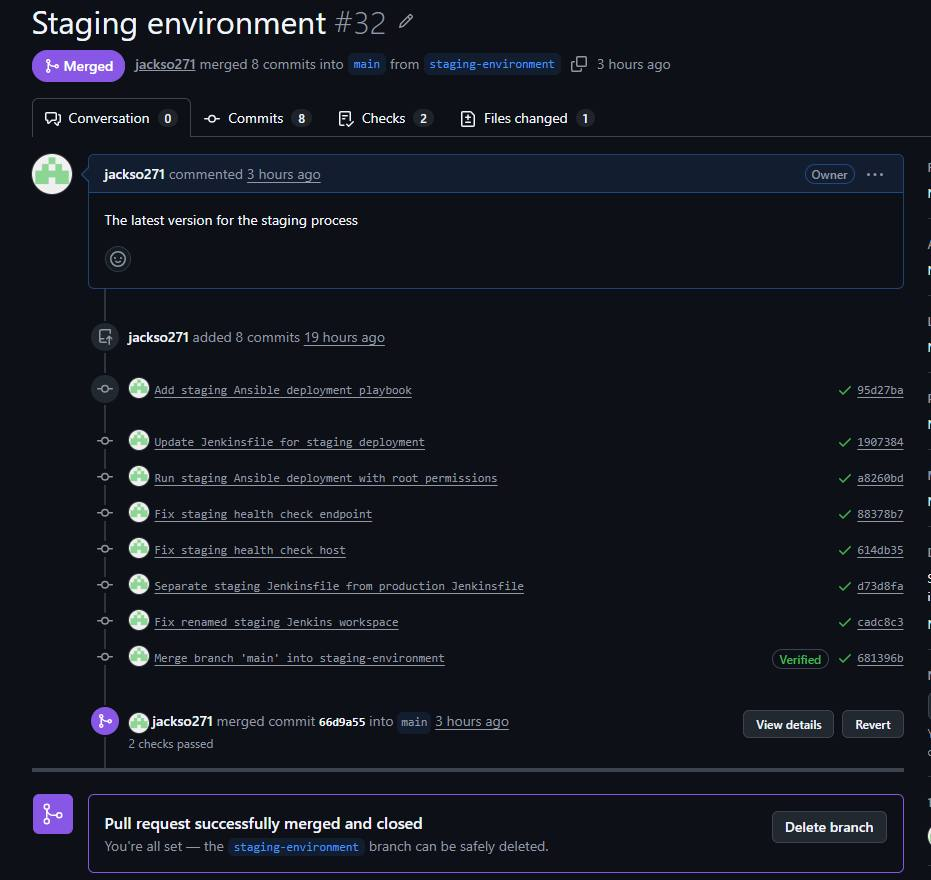 Staging environment #32
Merged jackso271 merged 8 commits into main from staging-environment 3 hours ago
Conversation 0 Commits 8 Checks 2 Files changed 1
jackso271 commented 3 hours ago Owner
The latest version for the staging process
jackso271 added 8 commits 19 hours ago
Add staging Ansible deployment playbook 95d27ba
Update Jenkinsfile for staging deployment 1907384
Run staging Ansible deployment with root permissions a8260bd
Fix staging health check endpoint 88378b7
Fix staging health check host 614db35
Separate staging Jenkinsfile from production Jenkinsfile d73d8fa
Fix renamed staging Jenkins workspace cadc8c3
Merge branch 'main' into staging-environment Verified 681396b
jackso271 merged commit 66d9a55 into main 3 hours ago View details Revert
2 checks passed
Pull request successfully merged and closed
You're all set — the staging-environment branch can be safely deleted. Delete branch